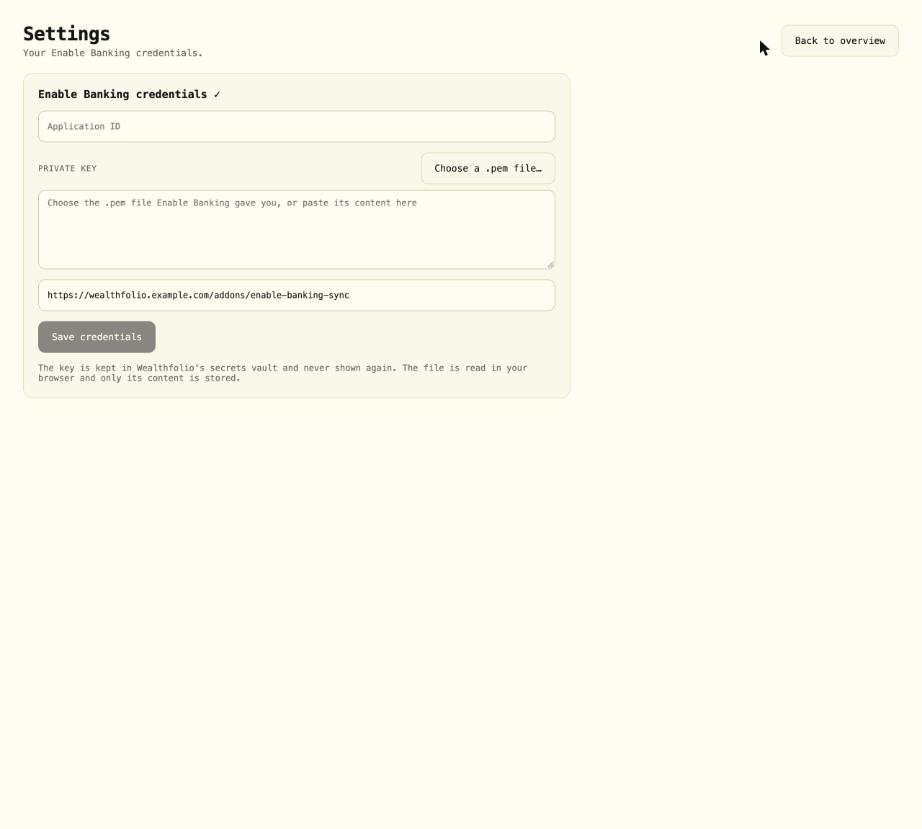 Settings
Your Enable Banking credentials.
Back to overview
Enable Banking credentials ✓
Application ID
PRIVATE KEY
Choose a .pem file…
Choose the .pem file Enable Banking gave you, or paste its content here
https://wealthfolio.example.com/addons/enable-banking-sync
Save credentials
The key is kept in Wealthfolio's secrets vault and never shown again. The file is read in your
browser and only its content is stored.